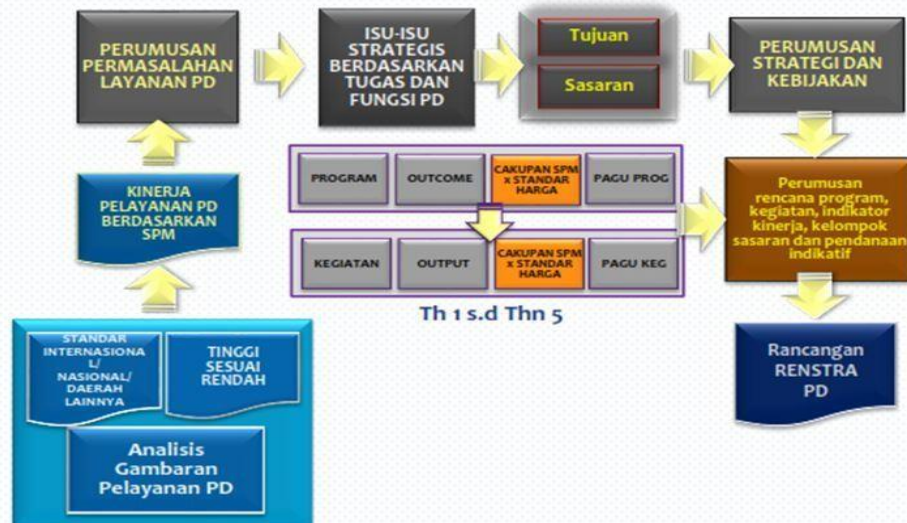 PERUMUSAN
PERMASALAHAN
LAYANAN PD
ISU-ISU
STRATEGIS
BERDASARKAN
TUGAS DAN
FUNGSI PD
Tujuan
Sasaran
PERUMUSAN
STRATEGI DAN
KEBIJAKAN
KINERJA
PELAYANAN PD
BERDASARKAN
SPM
PROGRAM
OUTCOME
CAKUPAN SPM
x STANDAR
HARGA
PAGU PROG
KEGIATAN
OUTPUT
CAKUPAN SPM
x STANDAR
HARGA
PAGU KEG
Th 1 s.d Thn 5
Perumusan
rencana program,
kegiatan, indikator
kinerja, kelompok
sasaran dan pendanaan
indikatif
STANDAR
INTERNASIONA
L/
NASIONAL/
DAERAH
LAINNYA
TINGGI
SESUAI
RENDAH
Analisis
Gambaran
Pelayanan PD
Rancangan
RENSTRA
PD